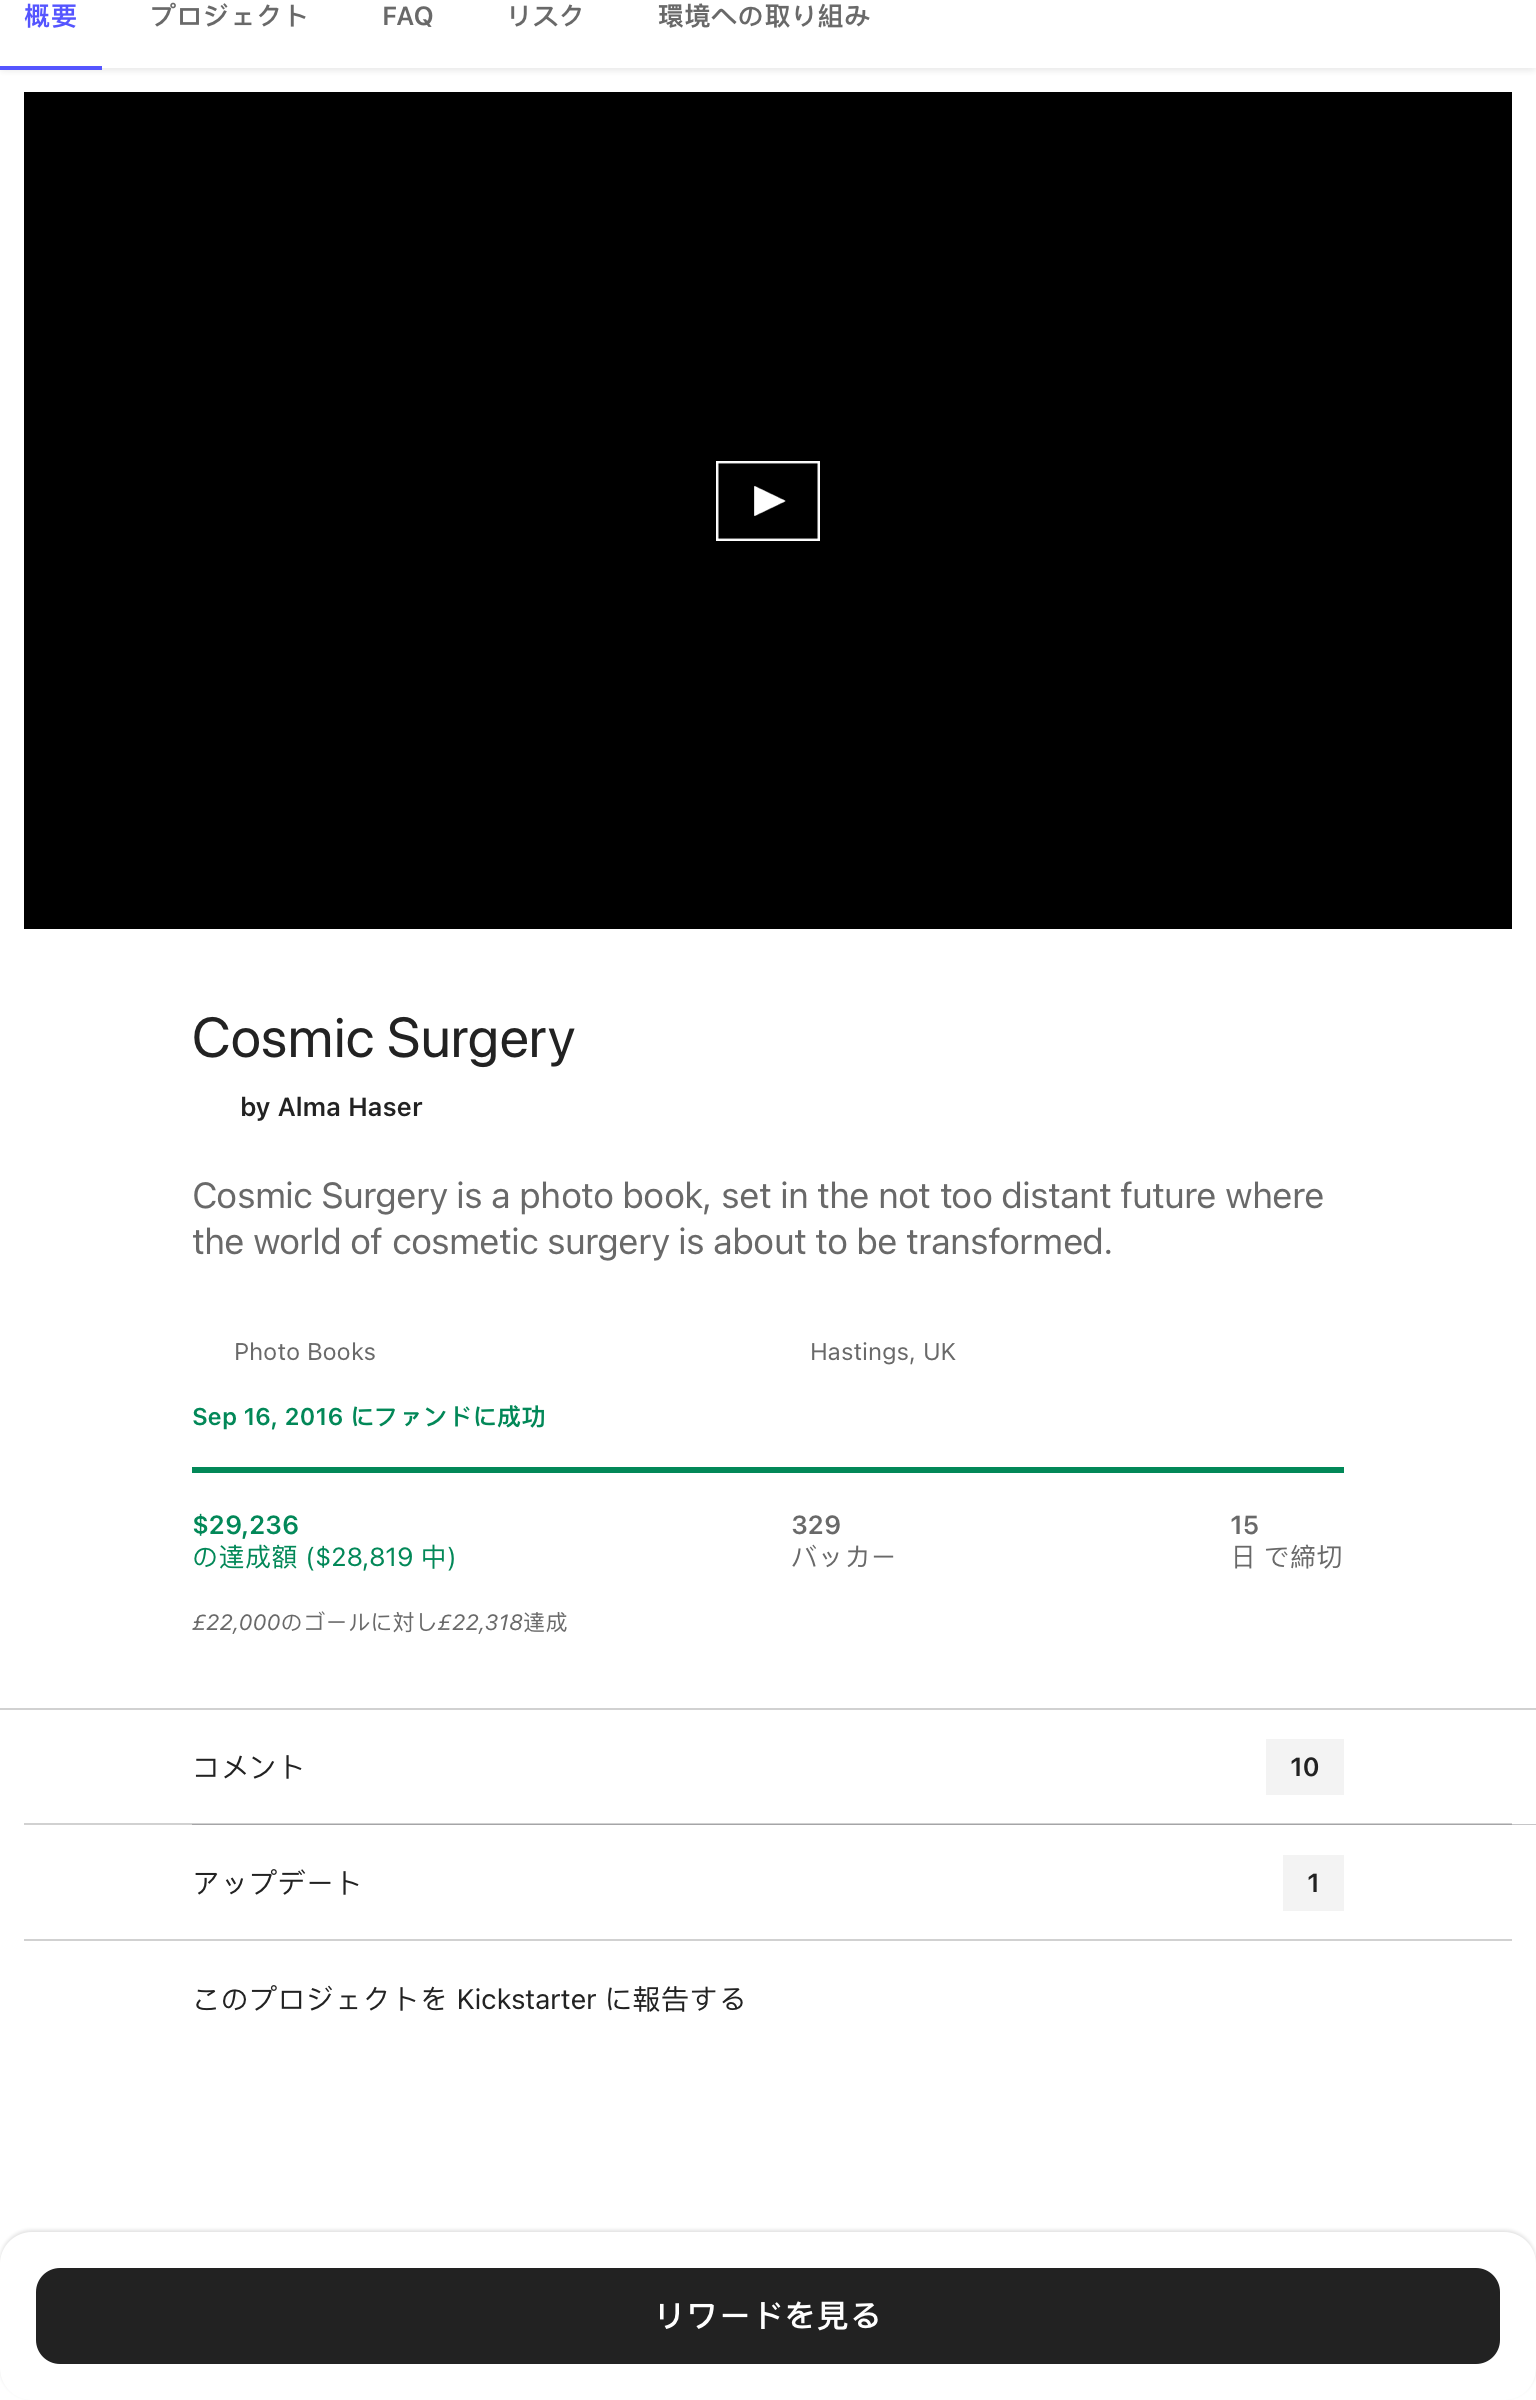 概要 プロジェクト FAQ リスク 環境への取り組み
Cosmic Surgery
by Alma Haser
Cosmic Surgery is a photo book, set in the not too distant future where
the world of cosmetic surgery is about to be transformed.
Photo Books Hastings, UK
Sep 16, 2016 にファンドに成功
$29,236 329 15
の達成額 ($28,819 中) バッカー 日 で締切
£22,000のゴールに対し£22,318達成
コメント 10
アップデート 1
このプロジェクトを Kickstarter に報告する
リワードを見る